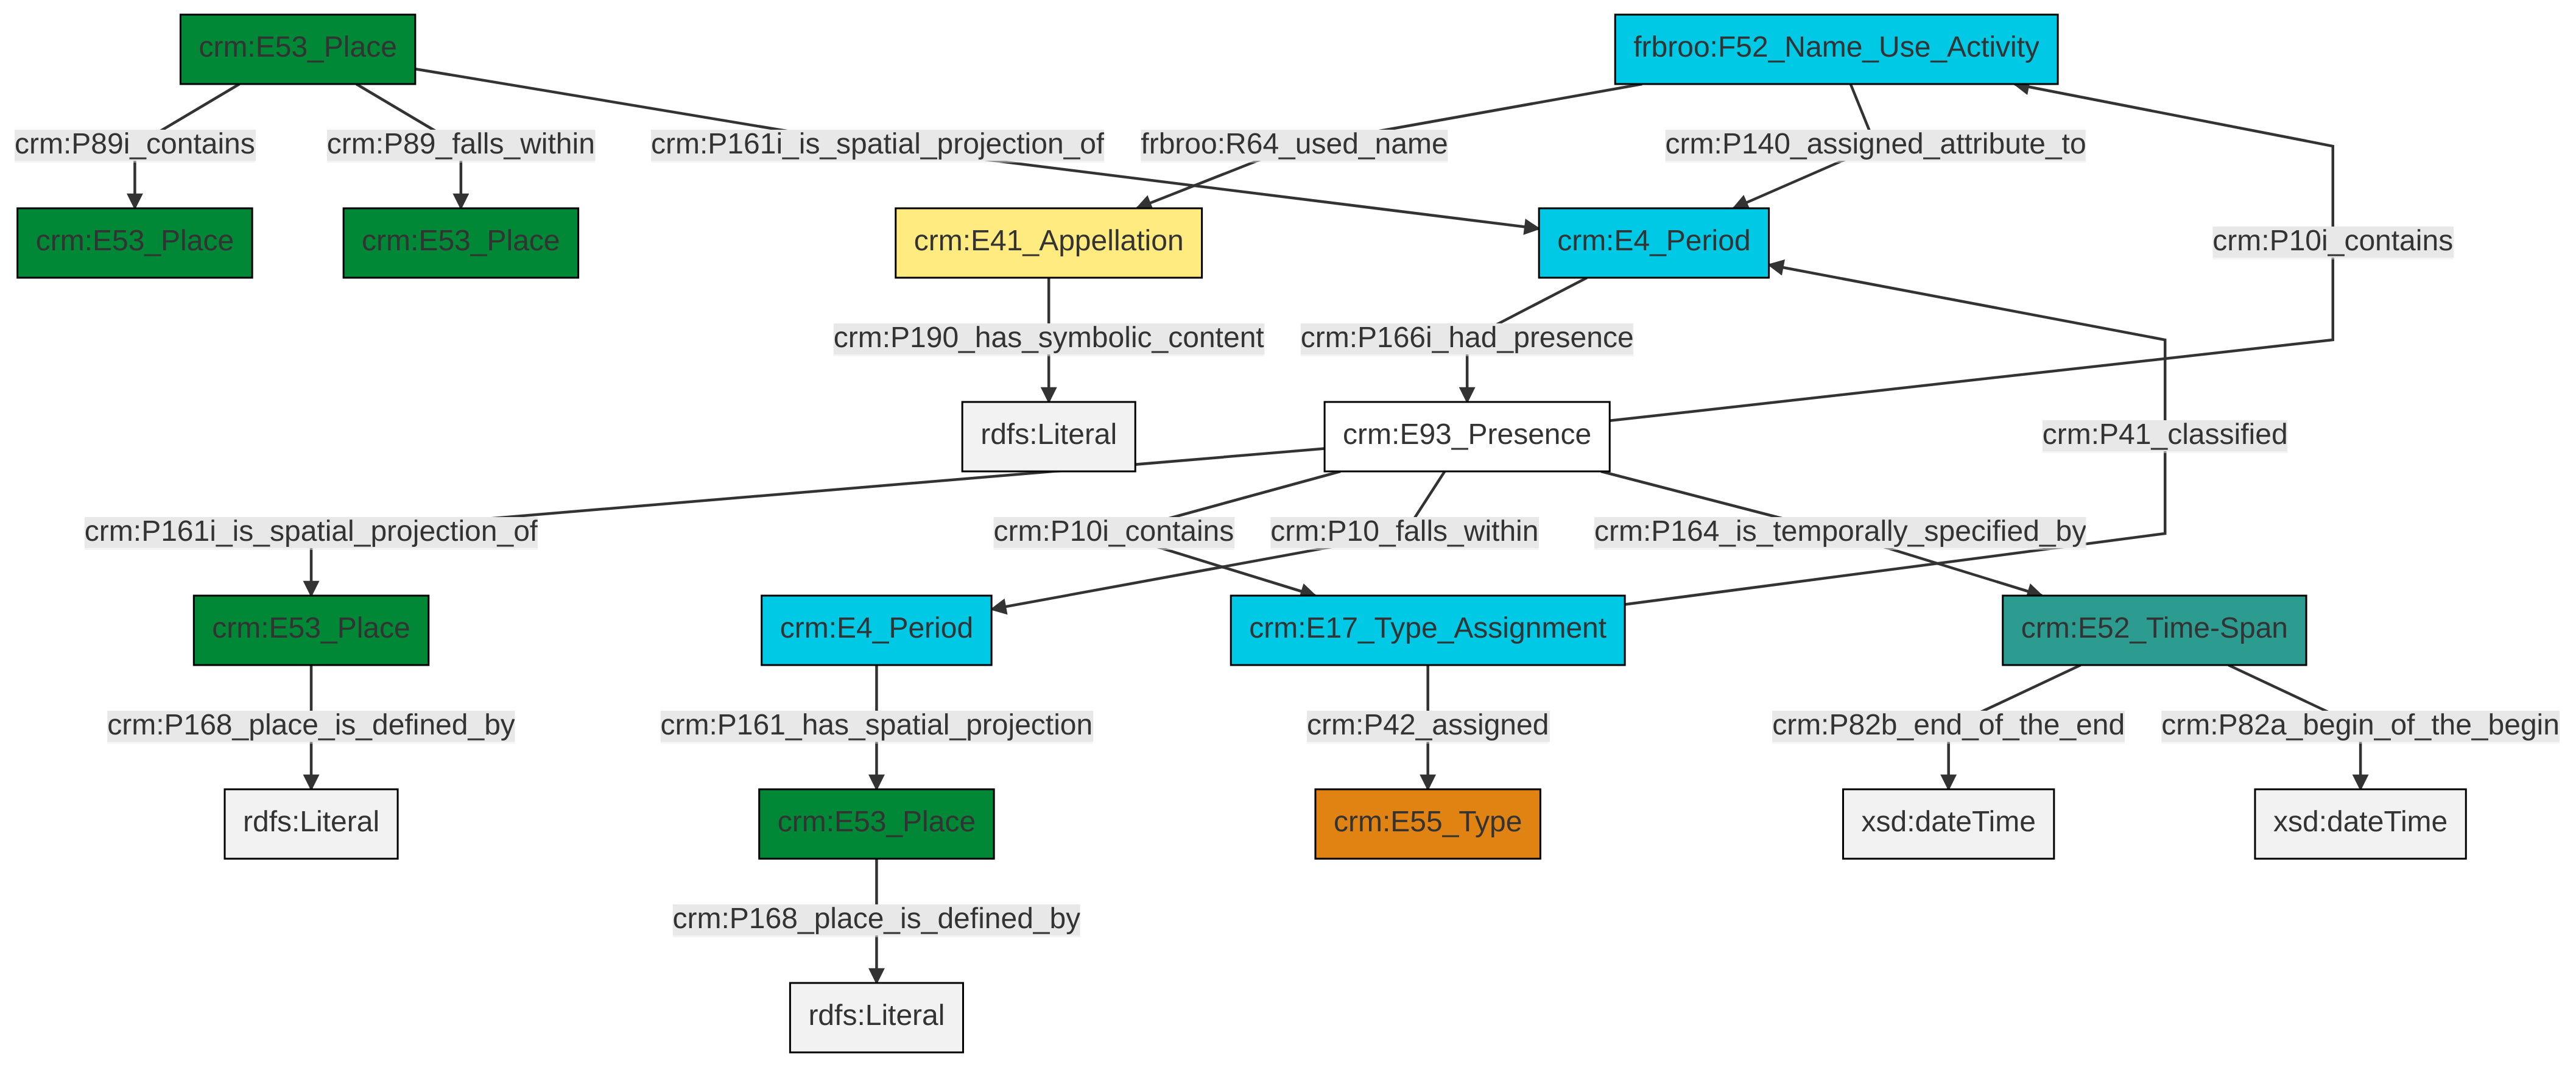 crm:E53_Place
frbroo:F52_Name_Use_Activity
crm:P89i_contains
crm:P89_falls_within
crm:P161i_is_spatial_projection_of
frbroo:R64_used_name
crm:P140_assigned_attribute_to
crm:E53_Place
crm:E53_Place
crm:E41_Appellation
crm:E4_Period
crm:P10i_contains
crm:P190_has_symbolic_content
crm:P166i_had_presence
rdfs:Literal
crm:E93_Presence
crm:P41_classified
crm:P161i_is_spatial_projection_of
crm:P10i_contains
crm:P10_falls_within
crm:P164_is_temporally_specified_by
crm:E53_Place
crm:E4_Period
crm:E17_Type_Assignment
crm:E52_Time-Span
crm:P168_place_is_defined_by
crm:P161_has_spatial_projection
crm:P42_assigned
crm:P82b_end_of_the_end
crm:P82a_begin_of_the_begin
rdfs:Literal
crm:E53_Place
crm:E55_Type
xsd:dateTime
xsd:dateTime
crm:P168_place_is_defined_by
rdfs:Literal